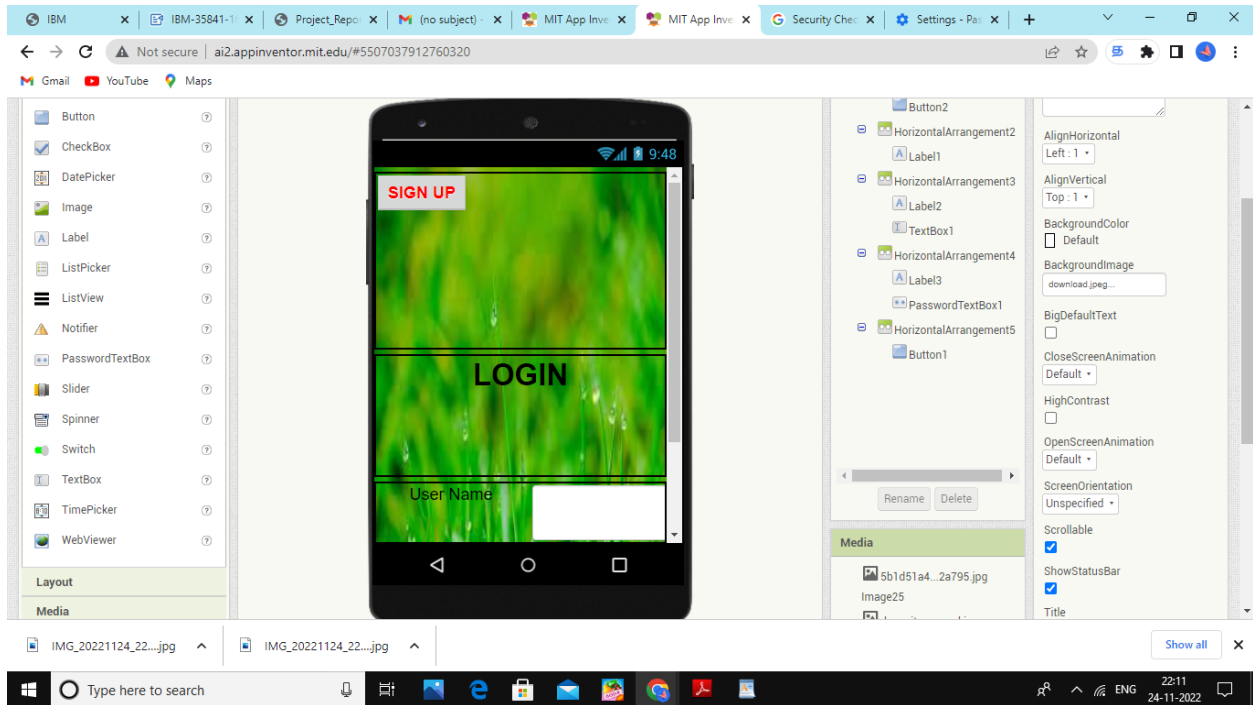 IBM
IBM-35841-1
Project_Repo
(no subject) -
MIT App Inve
MIT App Inve
Security Chec
Settings - Pas
Not secure | ai2.appinventor.mit.edu/#5507037912760320
Gmail YouTube Maps
Button
CheckBox
DatePicker
Image
Label
ListPicker
ListView
Notifier
PasswordTextBox
Slider
Spinner
Switch
TextBox
TimePicker
WebViewer
Layout
Media
9:48
SIGN UP
LOGIN
User Name
Button2
HorizontalArrangement2
Label1
HorizontalArrangement3
Label2
TextBox1
HorizontalArrangement4
Label3
PasswordTextBox1
HorizontalArrangement5
Button1
Rename Delete
Media
5b1d51a4...2a795.jpg
Image25
AlignHorizontal
Left : 1
AlignVertical
Top : 1
BackgroundColor
Default
BackgroundImage
download.jpeg...
BigDefaultText
CloseScreenAnimation
Default
HighContrast
OpenScreenAnimation
Default
ScreenOrientation
Unspecified
Scrollable
ShowStatusBar
Title
IMG_20221124_22....jpg
IMG_20221124_22....jpg
Show all
Type here to search
ENG
22:11
24-11-2022